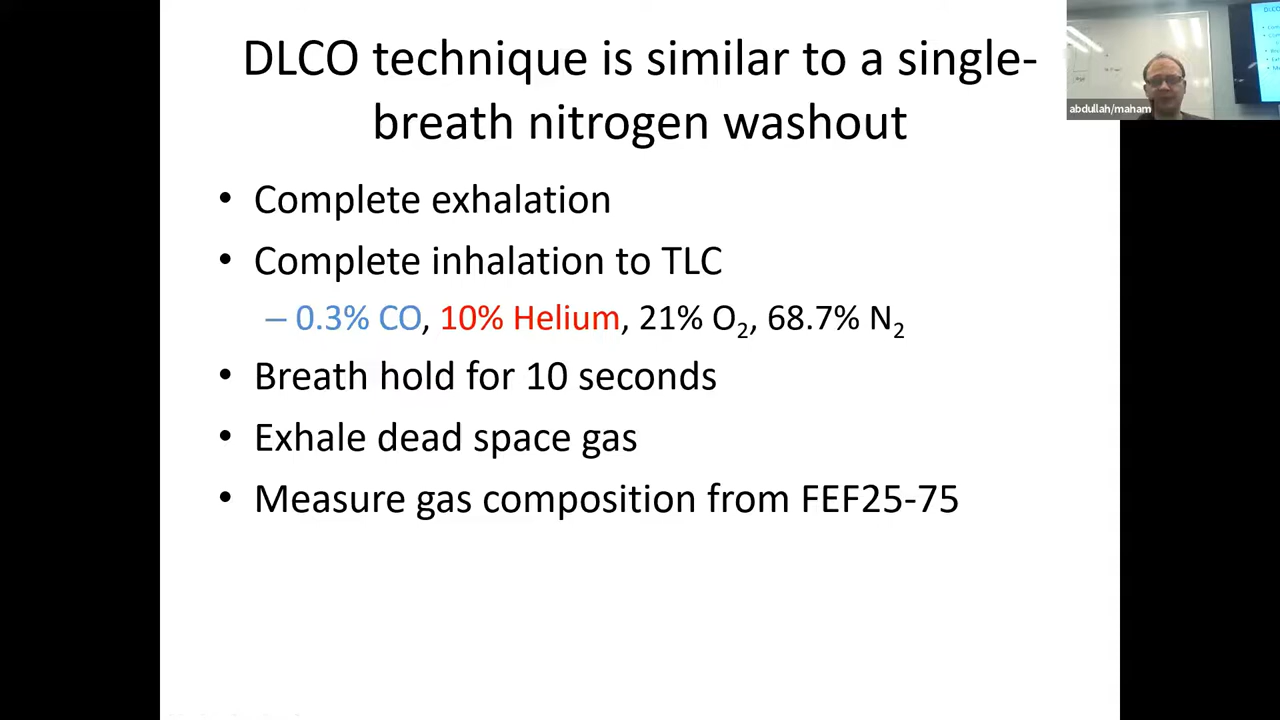 DLCO technique is similar to a single-
breath nitrogen washout
• Complete exhalation
• Complete inhalation to TLC
– 0.3% CO, 10% Helium, 21% O₂, 68.7% N₂
• Breath hold for 10 seconds
• Exhale dead space gas
• Measure gas composition from FEF25-75
abdullah/maham